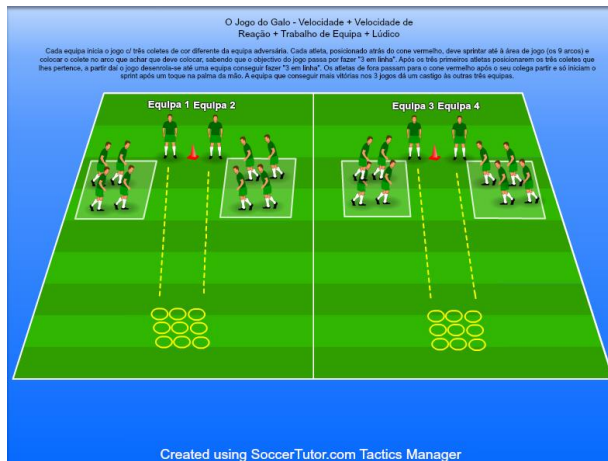 O Jogo do Galo - Velocidade + Velocidade de
Reação + Trabalho de Equipa + Lúdico
Cada equipa inicia o jogo c/ três coletes de cor diferente da equipa adversária. Cada atleta, posicionado atrás do cone vermelho, deve sprintar até à área de jogo (os 9 arcos) e
colocar o colete no arco que achar que deve colocar, sabendo que o objectivo do jogo passa por fazer "3 em linha". Após os três primeiros atletas posicionarem os três coletes que
lhes pertence, a partir daí o jogo desenrola-se até uma equipa conseguir fazer "3 em linha". Os atletas de fora passam para o cone vermelho após o seu colega partir e só iniciam o
sprint após um toque na palma da mão. A equipa que conseguir mais vitórias nos 3 jogos dá um castigo às outras três equipas.
Equipa 1 Equipa 2 Equipa 3 Equipa 4
Created using SoccerTutor.com Tactics Manager